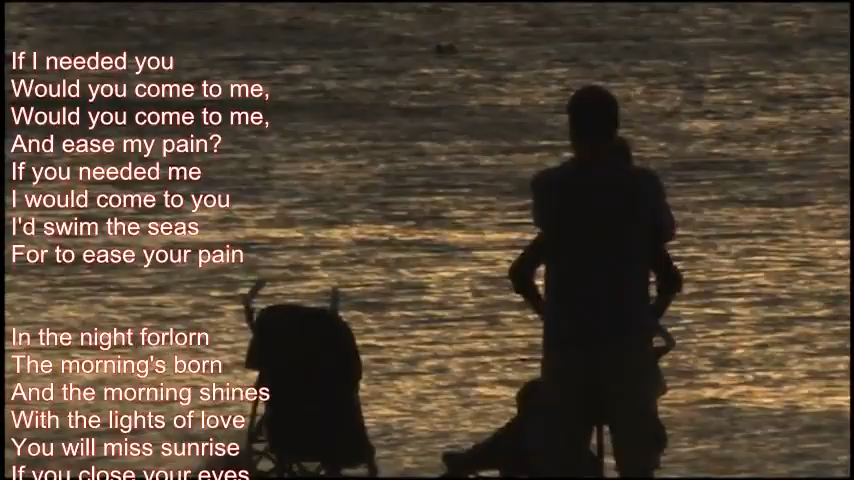 If I needed you
Would you come to me,
Would you come to me,
And ease my pain?
If you needed me
I would come to you
I'd swim the seas
For to ease your pain
In the night forlorn
The morning's born
And the morning shines
With the lights of love
You will miss sunrise
If you close your eyes